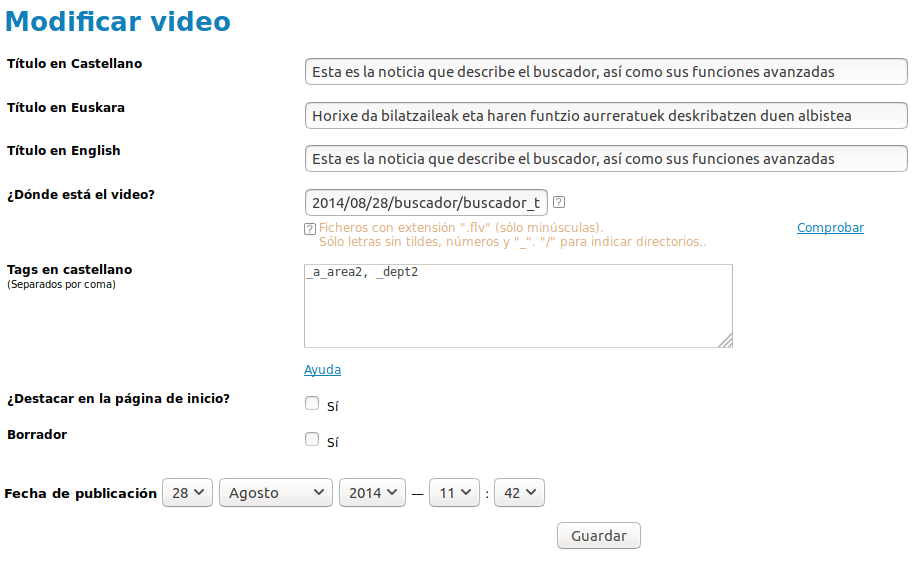 Modificar video
Título en Castellano
Esta es la noticia que describe el buscador, así como sus funciones avanzadas
Título en Euskara
Horixe da bilatzaileak eta haren funtzio aurreratuek deskribatzen duen albistea
Título en English
Esta es la noticia que describe el buscador, así como sus funciones avanzadas
¿Dónde está el video?
2014/08/28/buscador/buscador_t
?
? Ficheros con extensión ".flv" (sólo minúsculas).
Comprobar
Sólo letras sin tildes, números y "_". "/" para indicar directorios..
Tags en castellano
(Separados por coma)
_a_area2, _dept2
Ayuda
¿Destacar en la página de inicio?
Sí
Borrador
Sí
Fecha de publicación 28 Agosto 2014 — 11 : 42
Guardar